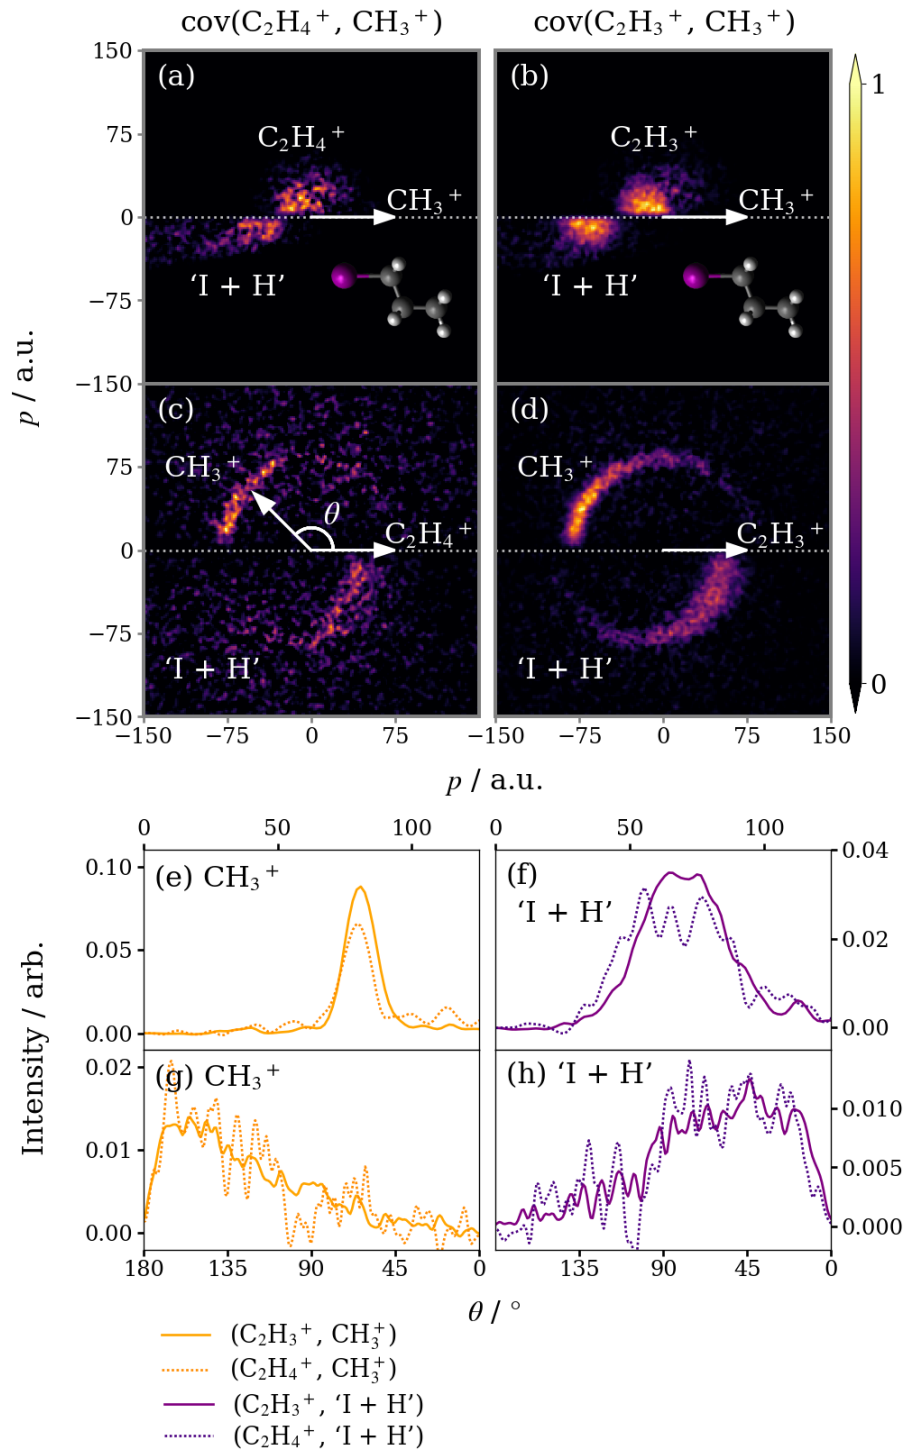 cov(C₂H₄⁺, CH₃⁺) cov(C₂H₃⁺, CH₃⁺)
150
(a) (b) 1
75
C₂H₄⁺ C₂H₃⁺
CH₃⁺ CH₃⁺
0
‘I + H’ ‘I + H’
−75
p / a.u.
−150
(c) (d)
75
CH₃⁺ CH₃⁺
θ
C₂H₄⁺ C₂H₃⁺
0
−75
‘I + H’ ‘I + H’
0
−150
−150 −75 0 75 −150 −75 0 75 150
p / a.u.
0 50 100 0 50 100
0.10 (e) CH₃⁺ (f) 0.04
‘I + H’
0.05 0.02
0.00 0.00
Intensity / arb.
0.02 (g) CH₃⁺ (h) ‘I + H’
0.010
0.01
0.005
0.00 0.000
180 135 90 45 0 135 90 45 0
θ / °
(C₂H₃⁺, CH₃⁺)
(C₂H₄⁺, CH₃⁺)
(C₂H₃⁺, ‘I + H’)
(C₂H₄⁺, ‘I + H’)